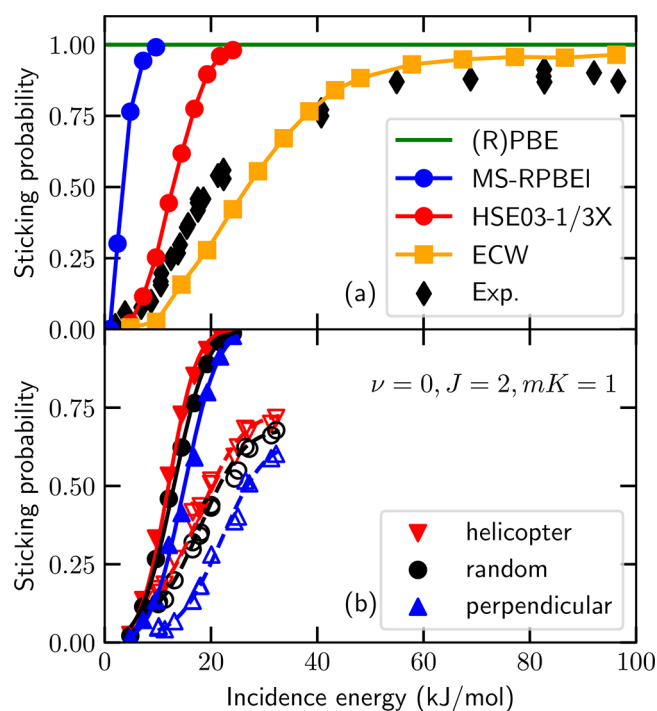 1.00
0.75
0.50
0.25
0.00
Sticking probability
(R)PBE
MS-RPBEl
HSE03-1/3X
ECW
Exp.
(a)
0.75
0.50
0.25
0.00
Sticking probability
ν = 0, J = 2, mK = 1
helicopter
random
perpendicular
(b)
0 20 40 60 80 100
Incidence energy (kJ/mol)